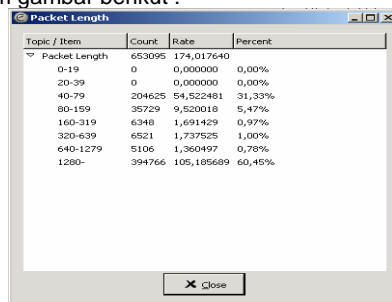 gambar berikut :
Packet Length
Topic / Item Count Rate Percent
Packet Length 653095 174,017640
0-19 0 0,000000 0,00%
20-39 0 0,000000 0,00%
40-79 204625 54,522481 31,33%
80-159 35729 9,520018 5,47%
160-319 6348 1,691429 0,97%
320-639 6521 1,737525 1,00%
640-1279 5106 1,360497 0,78%
1280- 394766 105,185689 60,45%
Close